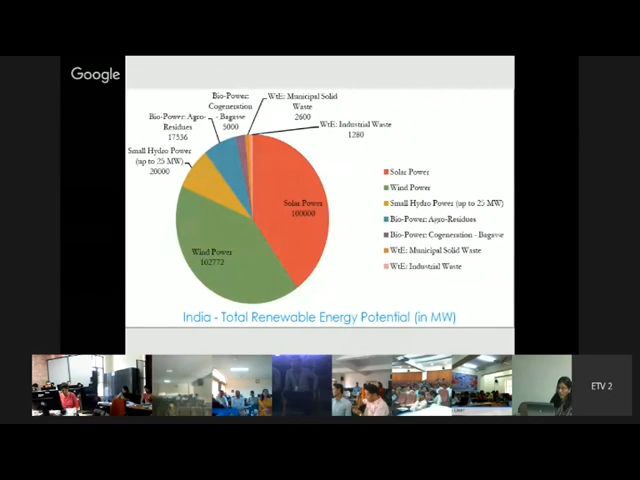 Google
Bio-Power:
Cogeneration
- Bagasse
5000
WtE: Municipal Solid
Waste
2600
Bio-Power: Agro-
Residues
17536
WtE: Industrial Waste
1280
Small Hydro Power
(up to 25 MW)
20000
Solar Power
100000
Wind Power
102772
Solar Power
Wind Power
Small Hydro Power (up to 25 MW)
Bio-Power: Agro-Residues
Bio-Power: Cogeneration - Bagasse
WtE: Municipal Solid Waste
WtE: Industrial Waste
India - Total Renewable Energy Potential (in MW)
ETV 2